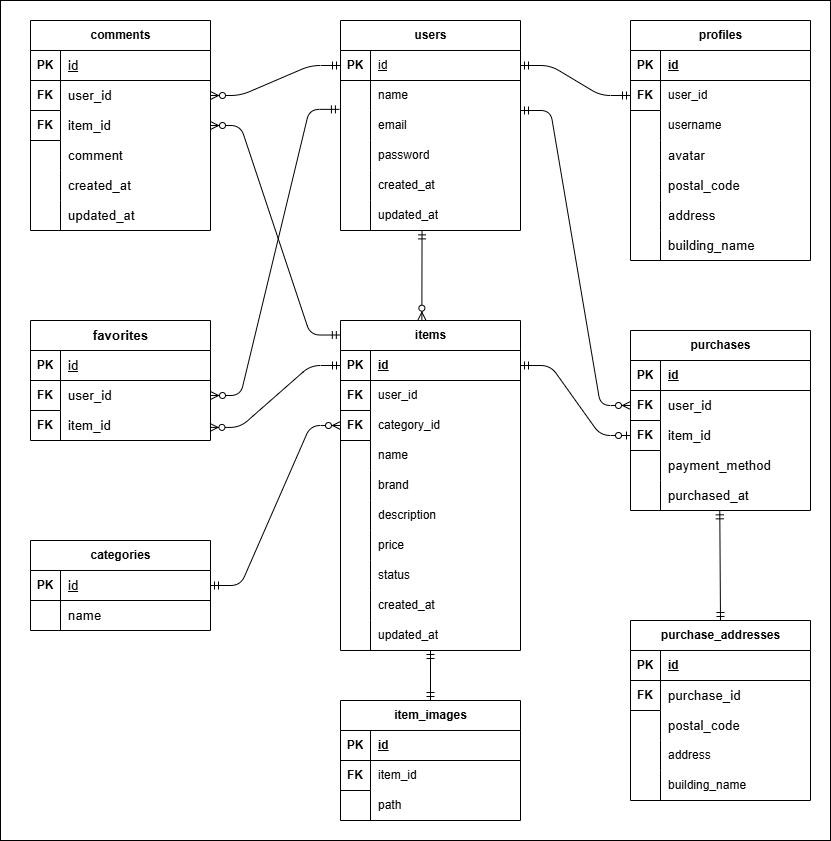 comments
PK id
FK user_id
FK item_id
comment
created_at
updated_at
users
PK id
name
email
password
created_at
updated_at
profiles
PK id
FK user_id
username
avatar
postal_code
address
building_name
favorites
PK id
FK user_id
FK item_id
items
PK id
FK user_id
FK category_id
name
brand
description
price
status
created_at
updated_at
purchases
PK id
FK user_id
FK item_id
payment_method
purchased_at
categories
PK id
name
item_images
PK id
FK item_id
path
purchase_addresses
PK id
FK purchase_id
postal_code
address
building_name